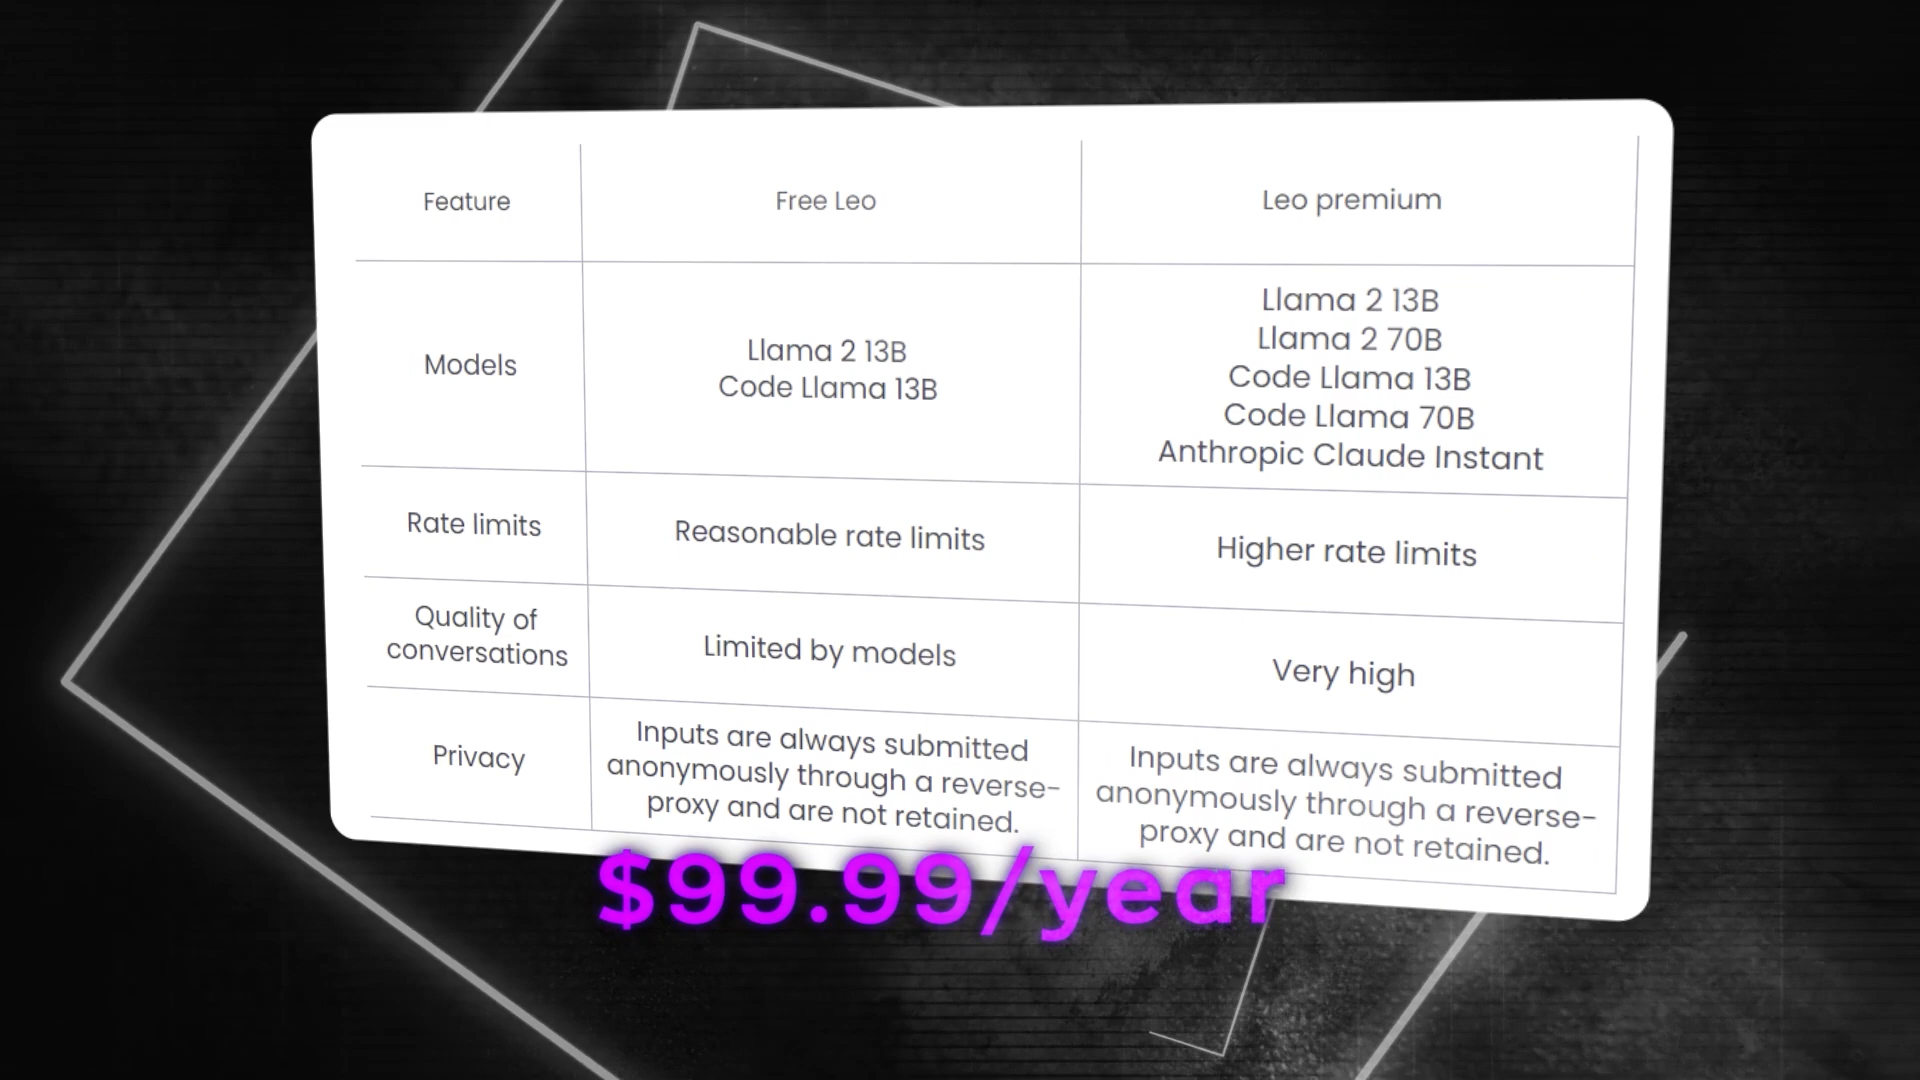 Feature
Free Leo
Leo premium
Models
Llama 2 13B
Code Llama 13B
Llama 2 13B
Llama 2 70B
Code Llama 13B
Code Llama 70B
Anthropic Claude Instant
Rate limits
Reasonable rate limits
Higher rate limits
Quality of
conversations
Limited by models
Very high
Privacy
Inputs are always submitted
anonymously through a reverse-
proxy and are not retained.
Inputs are always submitted
anonymously through a reverse-
proxy and are not retained.
$99.99/year